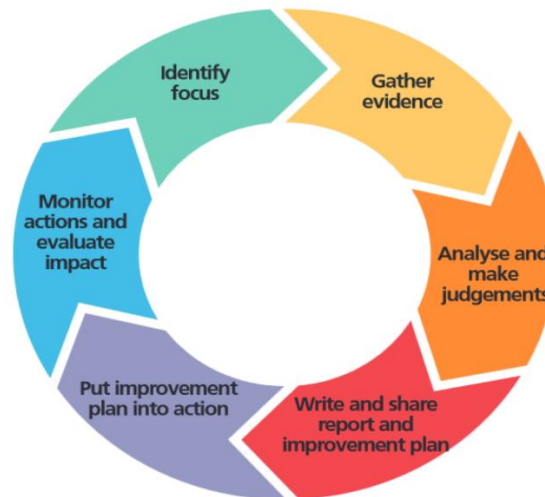 Identify
focus
Gather
evidence
Analyse and
make
judgements
Write and share
report and
improvement plan
Put improvement
plan into action
Monitor
actions and
evaluate
impact